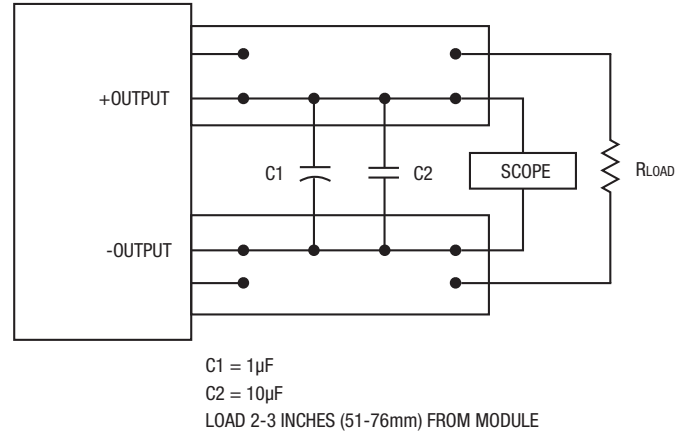 +OUTPUT
C1
C2
SCOPE
RLOAD
-OUTPUT
C1 = 1µF
C2 = 10µF
LOAD 2-3 INCHES (51-76mm) FROM MODULE